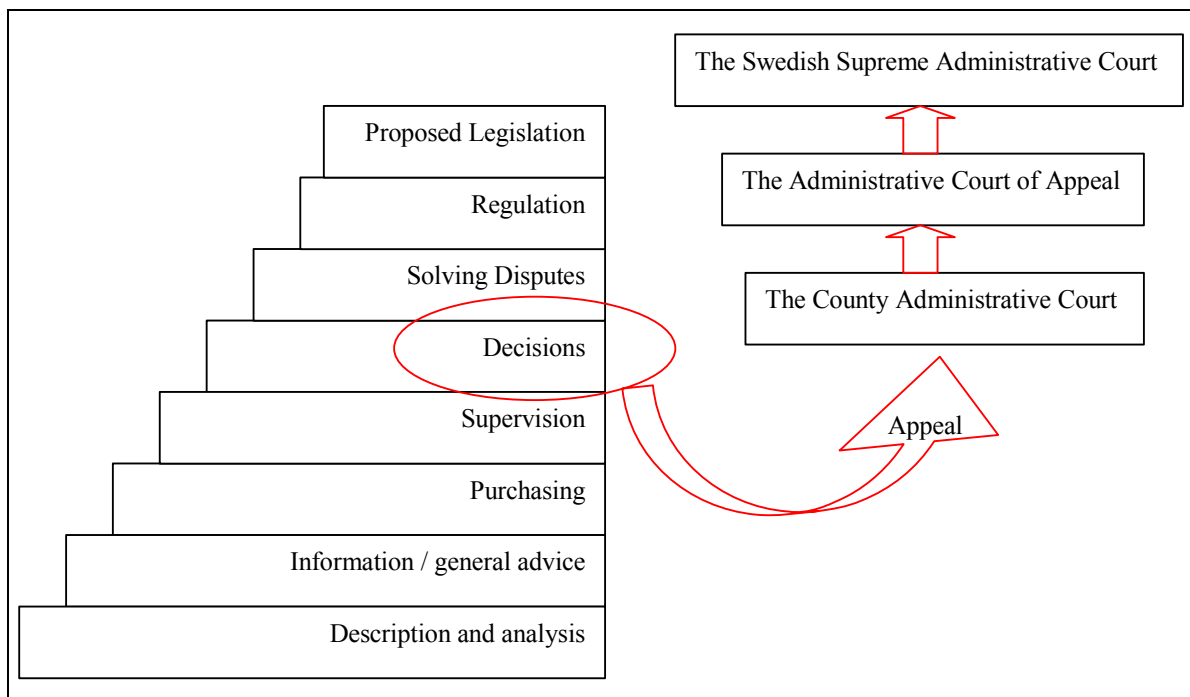 Proposed Legislation
Regulation
Solving Disputes
Decisions
Supervision
Purchasing
Information / general advice
Description and analysis
The Swedish Supreme Administrative Court
The Administrative Court of Appeal
The County Administrative Court
Appeal